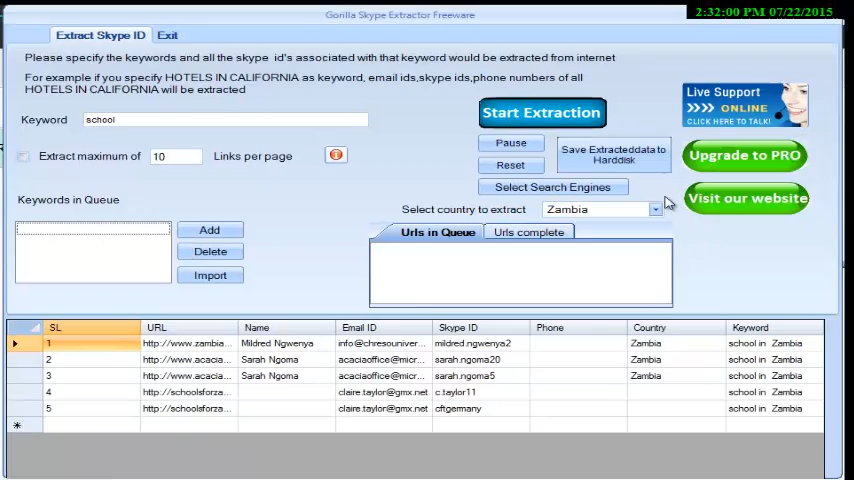 2:32:00 PM 07/22/2015
Gorilla Skype Extractor Freeware
Extract Skype ID Exit
Please specify the keywords and all the skype id's associated with that keyword would be extracted from internet
For example if you specify HOTELS IN CALIFORNIA as keyword, email ids,skype ids,phone numbers of all
HOTELS IN CALIFORNIA will be extracted
Keyword school
Extract maximum of 10 Links per page
Start Extraction
Pause
Reset
Save Extracteddata to
Harddisk
Select Search Engines
Select country to extract Zambia
Live Support
>>>> ONLINE
CLICK HERE TO TALK!
Upgrade to PRO
Visit our website
Keywords in Queue
Add
Delete
Import
Urls in Queue Urls complete
SL URL Name Email ID Skype ID Phone Country Keyword
1 http://www.zambia... Mildred Ngwenya info@chresouniver... mildred.ngwenya2 Zambia school in Zambia
2 http://www.acacia... Sarah Ngoma acaciaoffice@micr... sarah.ngoma20 Zambia school in Zambia
3 http://www.acacia... Sarah Ngoma acaciaoffice@micr... sarah.ngoma5 Zambia school in Zambia
4 http://schoolsforza... claire.taylor@gmx.net c.taylor11 school in Zambia
5 http://schoolsforza... claire.taylor@gmx.net cftgermany school in Zambia